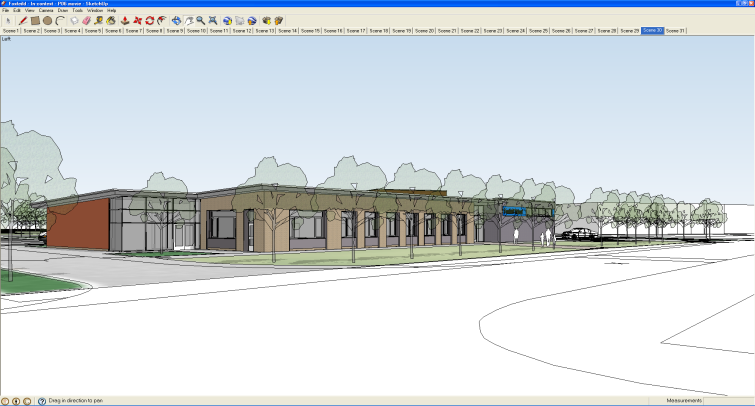 Foxfield - In context - PD6 movie - SketchUp
File Edit View Camera Draw Tools Window Help
Scene 1 Scene 2 Scene 3 Scene 4 Scene 5 Scene 6 Scene 7 Scene 8 Scene 9 Scene 10 Scene 11 Scene 12 Scene 13 Scene 14 Scene 15 Scene 16 Scene 17 Scene 18 Scene 19 Scene 20 Scene 21 Scene 22 Scene 23 Scene 24 Scene 25 Scene 26 Scene 27 Scene 28 Scene 29 Scene 30 Scene 31
Left
Drag in direction to pan Measurements